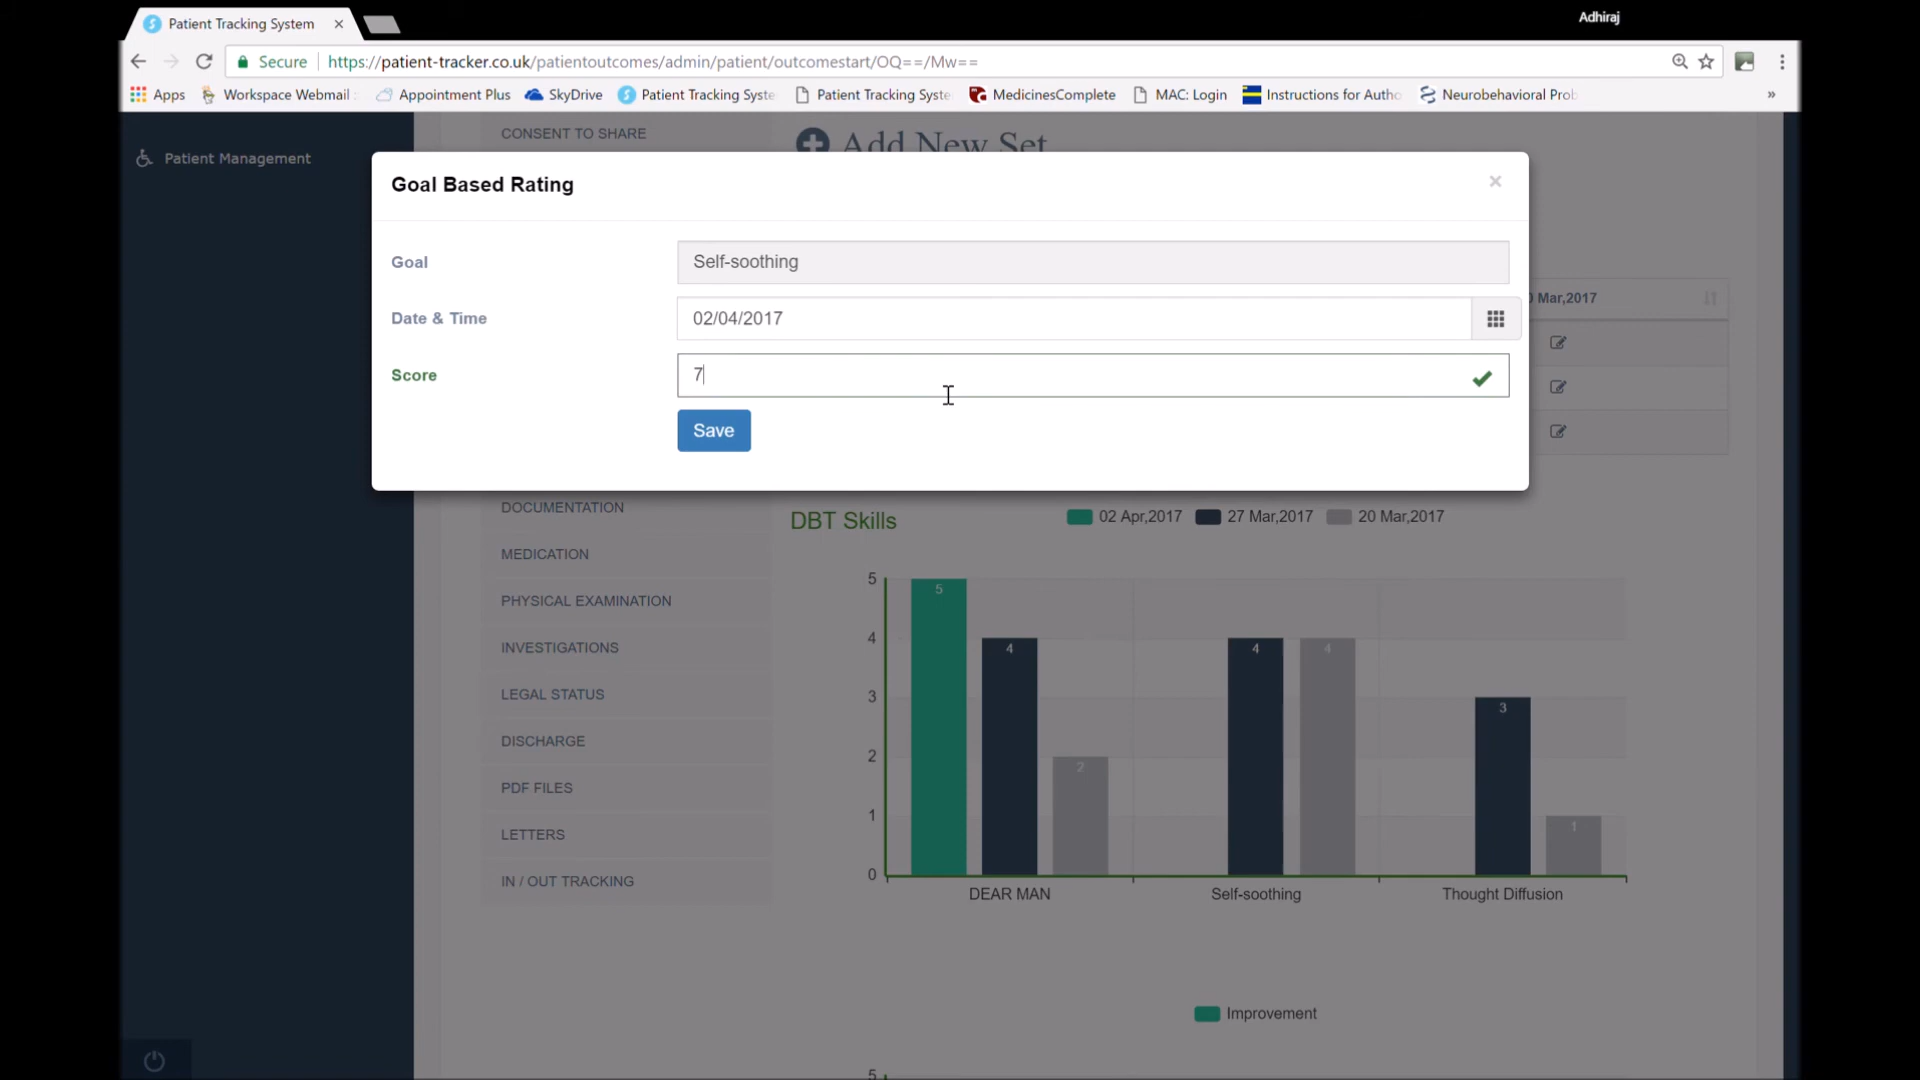 Patient Tracking System
Adhiraj
Secure https://patient-tracker.co.uk/patientoutcomes/admin/patient/outcomestart/OQ==/Mw==
Apps Workspace Webmail : Appointment Plus SkyDrive Patient Tracking Syste Patient Tracking Syste MedicinesComplete MAC: Login Instructions for Autho Neurobehavioral Prob »
Patient Management
CONSENT TO SHARE
Add New Set
Goal Based Rating
Goal
Self-soothing
Date & Time
02/04/2017
Score
7
Save
Mar,2017
DOCUMENTATION
MEDICATION
PHYSICAL EXAMINATION
INVESTIGATIONS
LEGAL STATUS
DISCHARGE
PDF FILES
LETTERS
IN / OUT TRACKING
DBT Skills
02 Apr,2017 27 Mar,2017 20 Mar,2017
5
4
3
2
1
0
5
4
2
4
4
3
1
DEAR MAN Self-soothing Thought Diffusion
Improvement
5